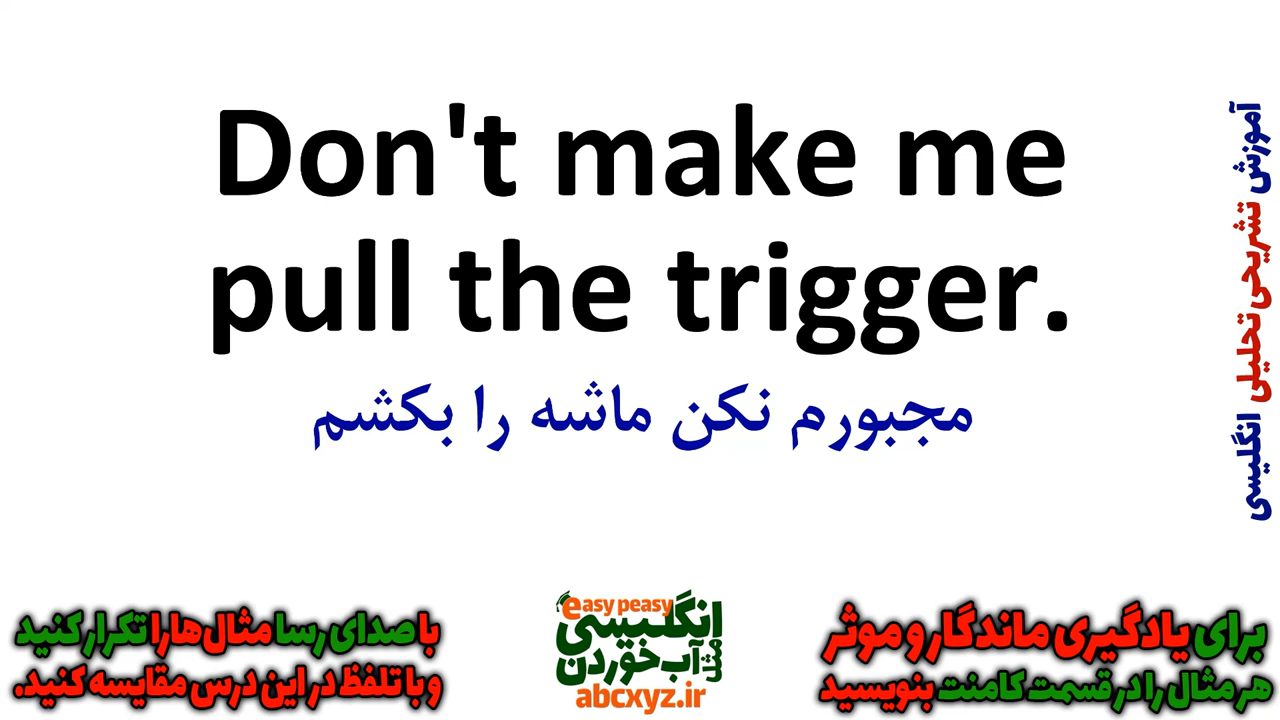 Don't make me
pull the trigger.
مجبورم نکن ماشه را بکشم
آموزش تشریحی تحلیلی انگلیسی
برای یادگیری ماندگار و موثر
هر مثال را در قسمت کامنت بنویسید
easy peasy
انگلیسی
مثل
آب خوردن
abcxyz.ir
با صدای رسا مثال‌ها را تکرار کنید
و با تلفظ در این درس مقایسه کنید.